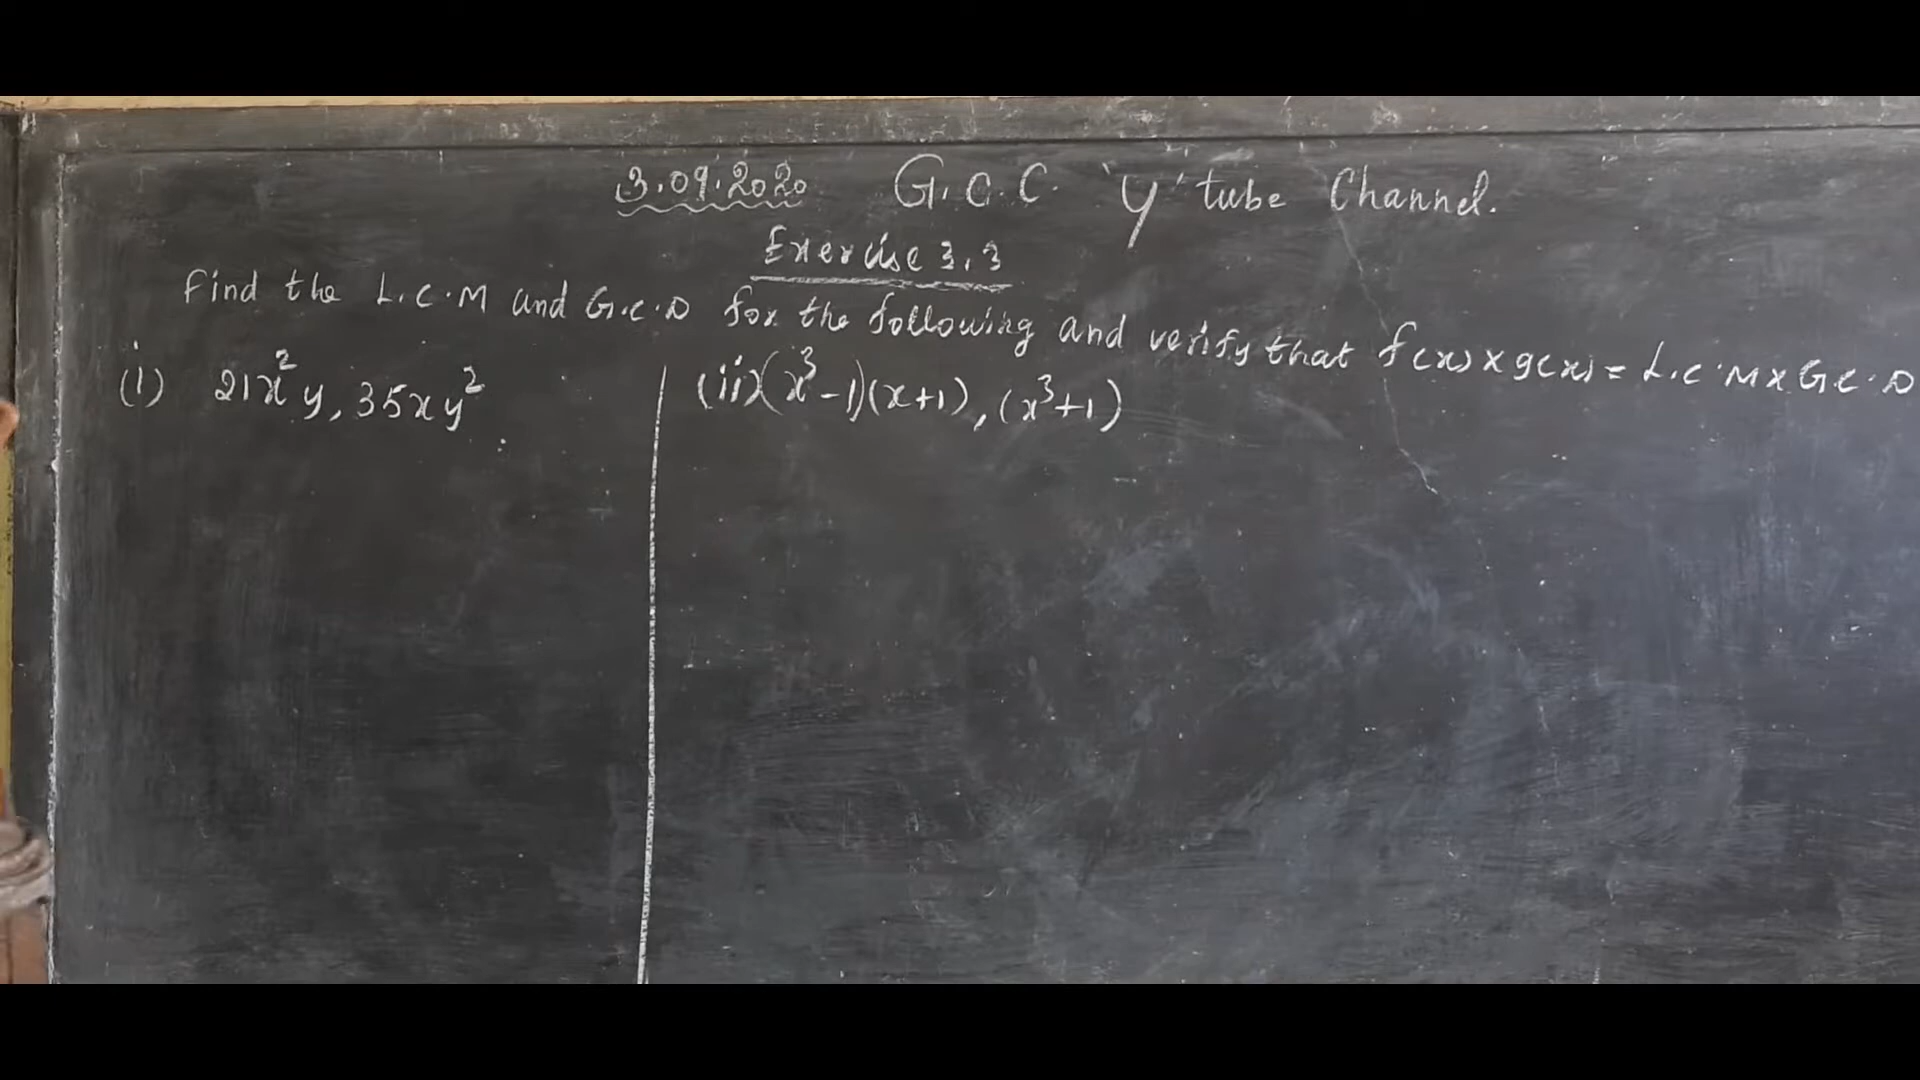 3.09.2020 G.C.C. 'Y' tube Channel.
Exercise 3.3
Find the L.C.M and G.C.D for the following and verify that f(x) x g(x) = L.C.M x G.C.D
(i) 21x²y, 35xy²
(ii) (x³-1)(x+1), (x³+1)